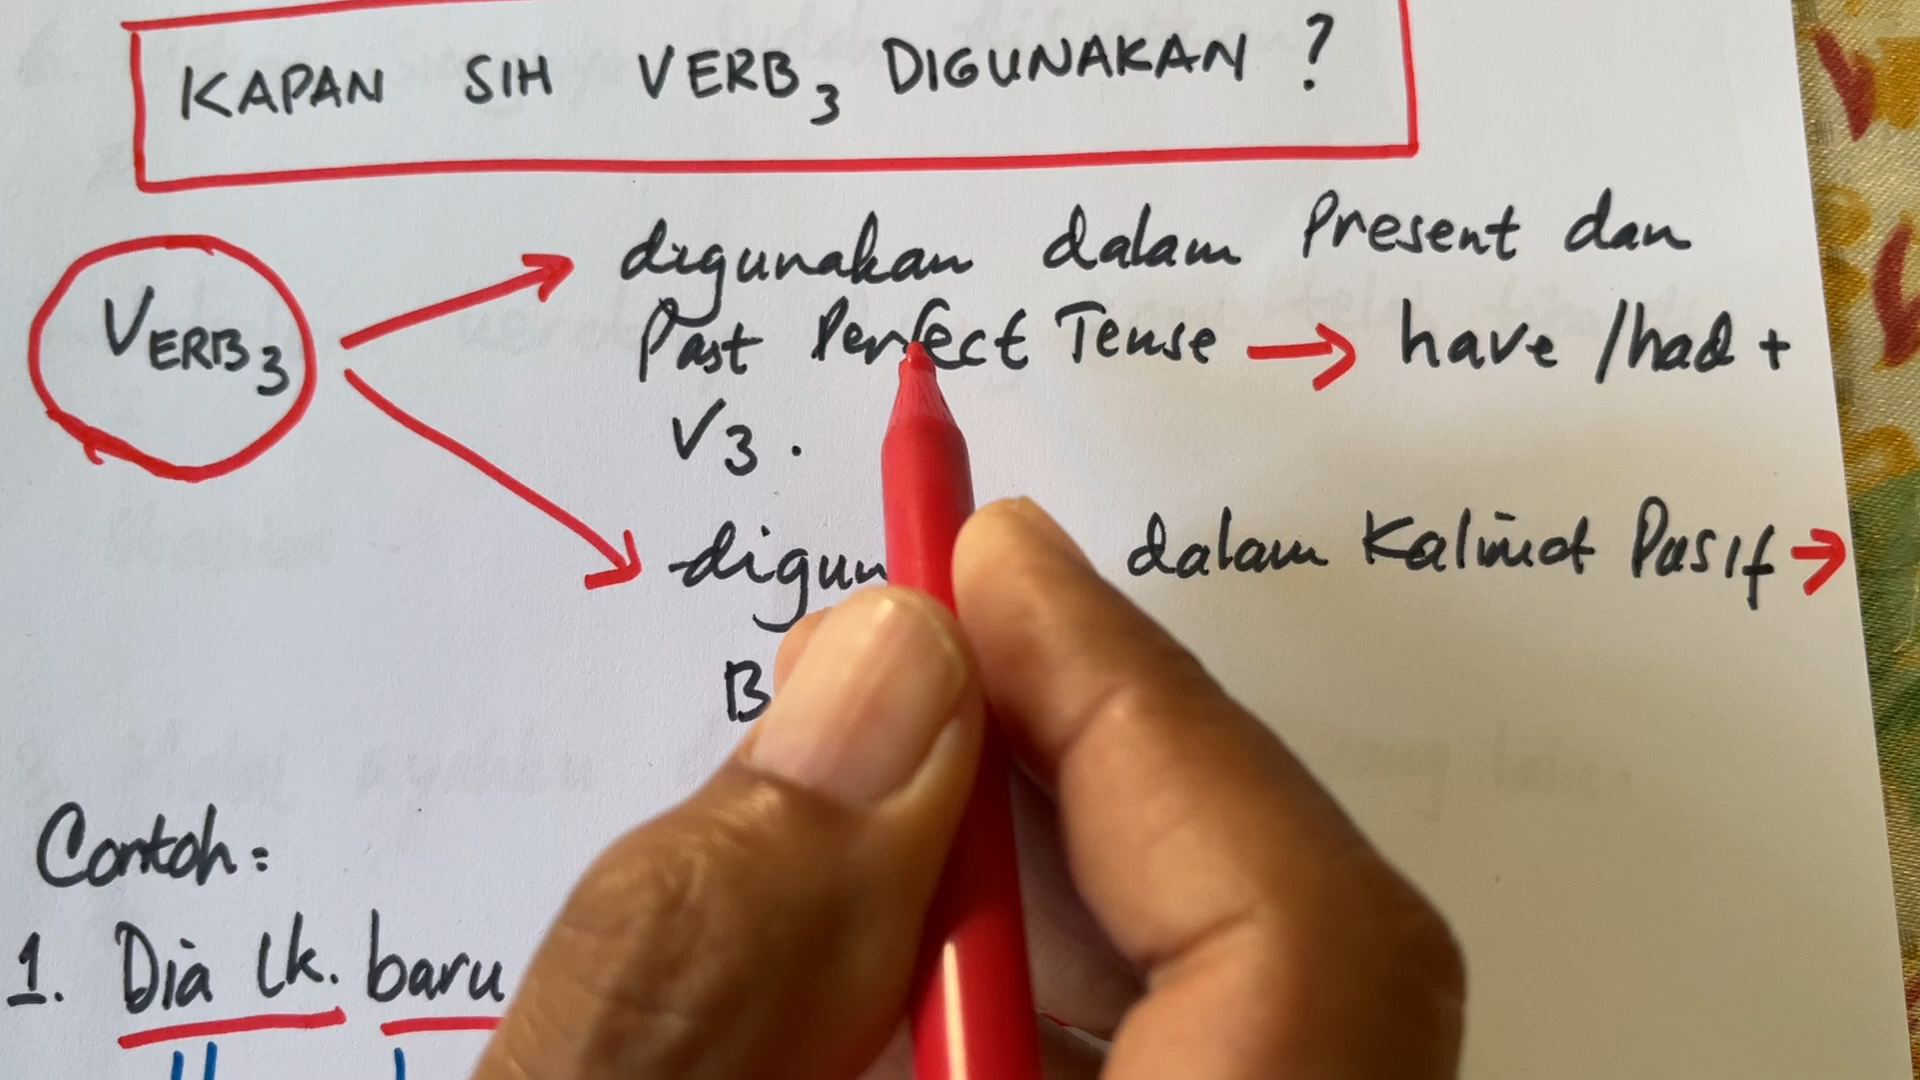 KAPAN SIH VERB3 DIGUNAKAN ?
VERB3
digunakan dalam Present dan
Past Perfect Tense → have /had +
V3.
digun dalam Kalimat Pasif →
B
Contoh:
1. Dia lk. baru